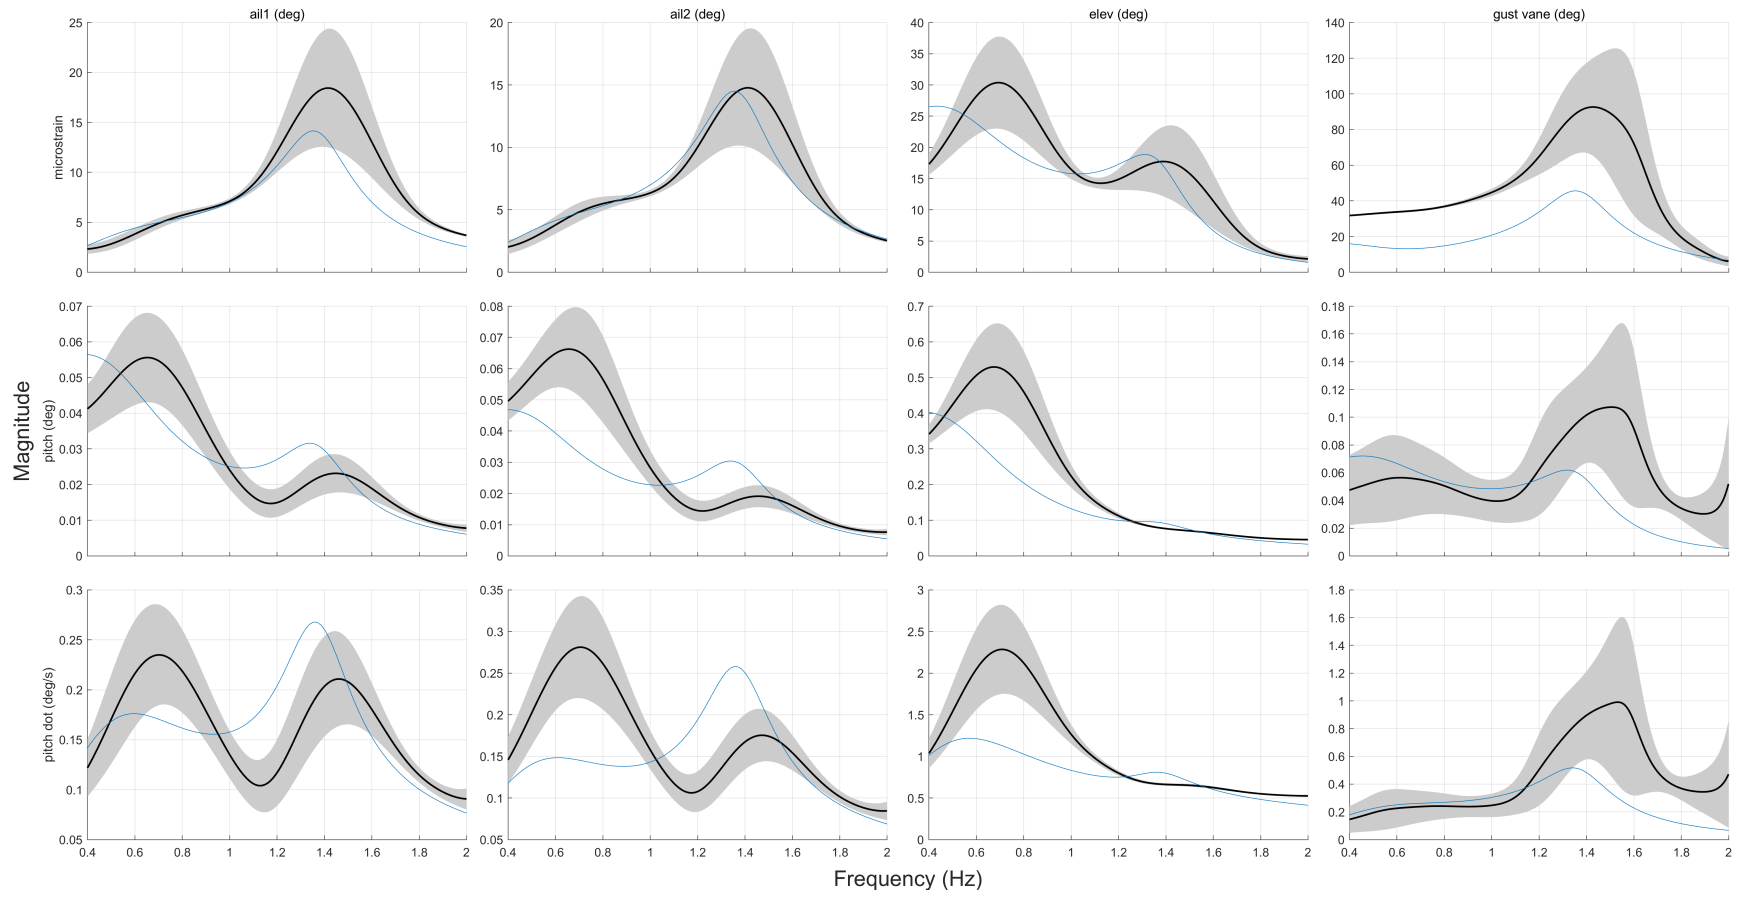 ail1 (deg) ail2 (deg) elev (deg) gust vane (deg)
25 20 40 140
35 120
20
15 30 100
15 25 80
10 20
10 60
15
40
5 10
5
5 20
0 0 0 0
microstrain
0.07 0.08 0.7 0.18
0.06 0.07 0.6 0.16
0.14
0.05 0.06 0.5 0.12
0.04 0.05 0.4 0.1
0.04
0.03 0.3 0.08
0.03
0.06
0.02 0.02 0.2 0.04
0.01 0.01 0.1 0.02
0 0 0 0
Magnitude
pitch (deg)
0.3 0.35 3 1.8
1.6
0.25 0.3 2.5 1.4
0.25 2 1.2
0.2 1
0.2 1.5
0.8
0.15 0.15 1 0.6
0.1 0.4
0.1 0.5 0.2
0.05 0.05 0 0
pitch dot (deg/s)
0.4 0.6 0.8 1 1.2 1.4 1.6 1.8 2 0.4 0.6 0.8 1 1.2 1.4 1.6 1.8 2 0.4 0.6 0.8 1 1.2 1.4 1.6 1.8 2 0.4 0.6 0.8 1 1.2 1.4 1.6 1.8 2
Frequency (Hz)